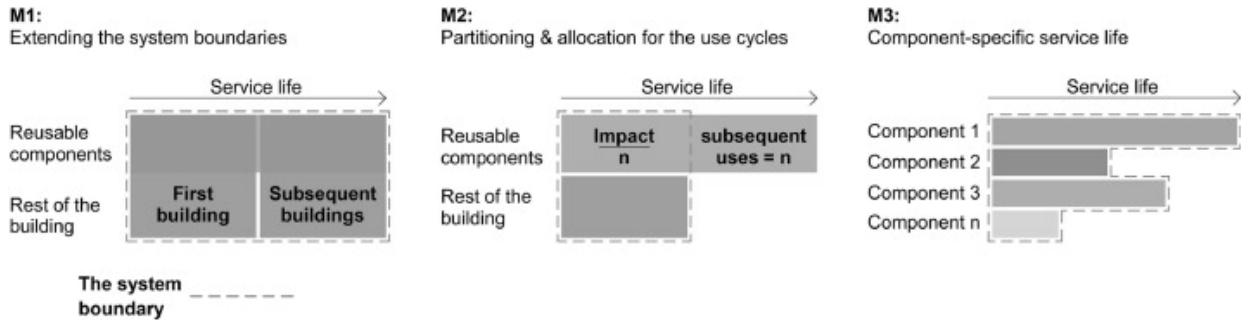 M1:
Extending the system boundaries
Service life
Reusable
components
Rest of the
building
First
building
Subsequent
buildings
The system
boundary
M2:
Partitioning & allocation for the use cycles
Service life
Reusable
components
Impact
n
subsequent
uses = n
Rest of the
building
M3:
Component-specific service life
Service life
Component 1
Component 2
Component 3
Component n